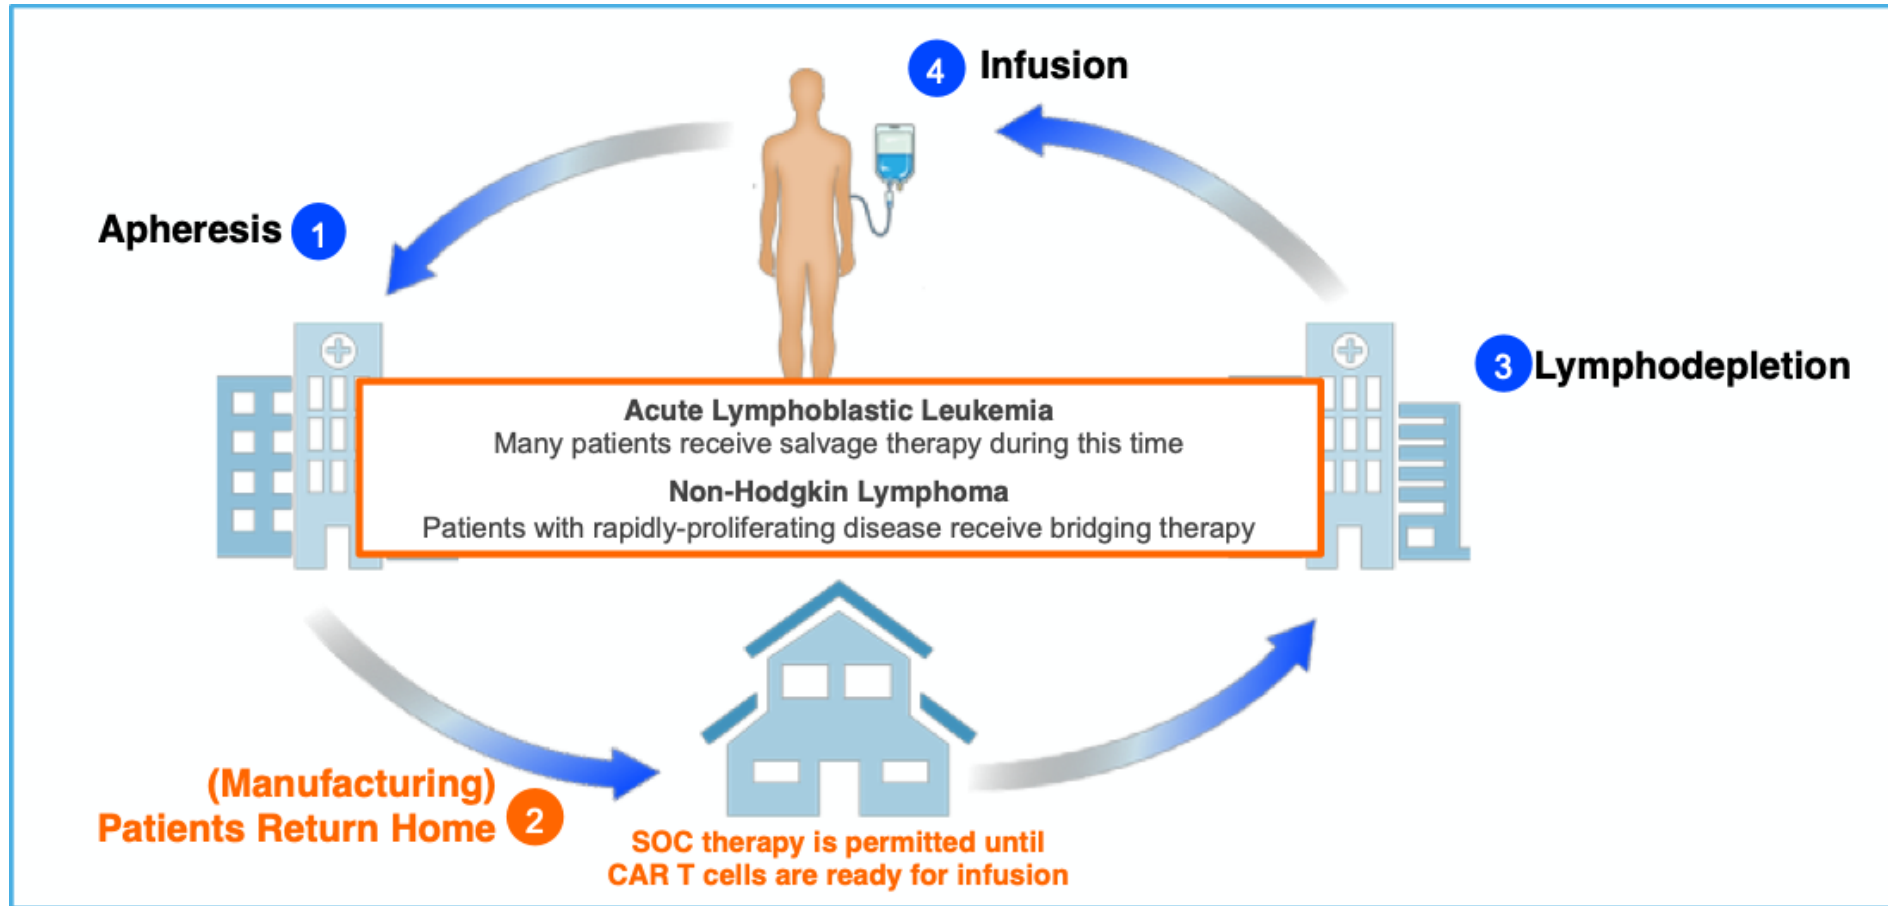 4 Infusion
Apheresis 1
3 Lymphodepletion
Acute Lymphoblastic Leukemia
Many patients receive salvage therapy during this time
Non-Hodgkin Lymphoma
Patients with rapidly-proliferating disease receive bridging therapy
(Manufacturing)
Patients Return Home 2
SOC therapy is permitted until
CAR T cells are ready for infusion